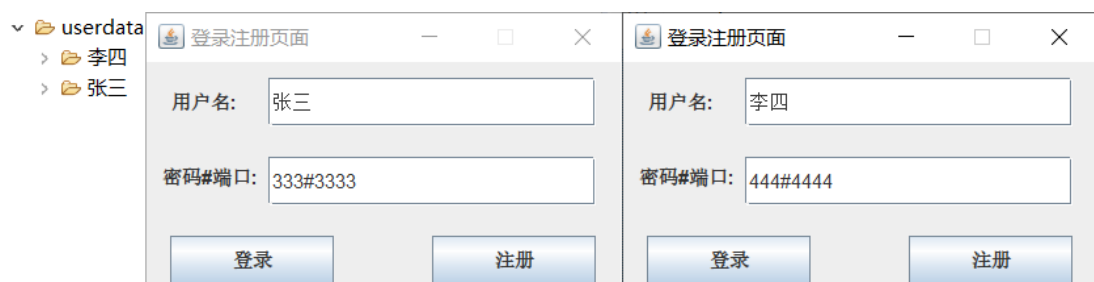 userdata
李四
张三
登录注册页面
用户名:
张三
密码#端口:
333#3333
登录
注册
登录注册页面
用户名:
李四
密码#端口:
444#4444
登录
注册